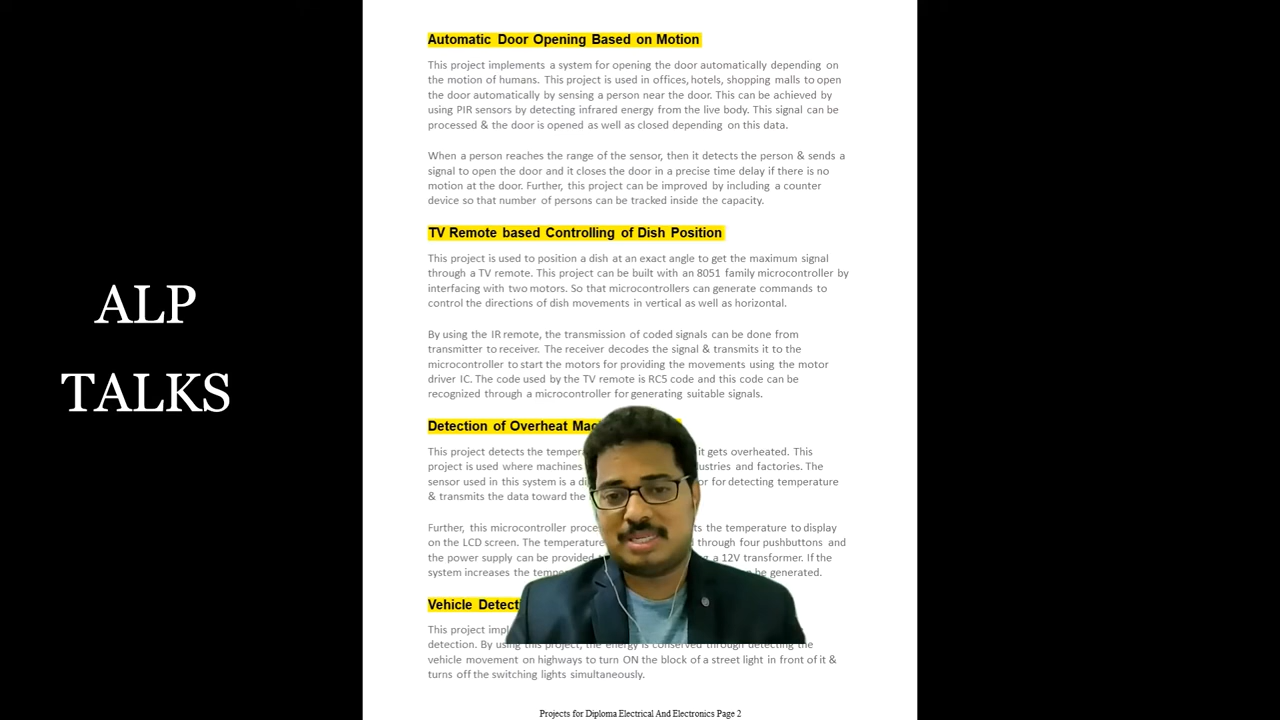 ALP
TALKS
Automatic Door Opening Based on Motion
This project implements a system for opening the door automatically depending on
the motion of humans. This project is used in offices, hotels, shopping malls to open
the door automatically by sensing a person near the door. This can be achieved by
using PIR sensors by detecting infrared energy from the live body. This signal can be
processed & the door is opened as well as closed depending on this data.
When a person reaches the range of the sensor, then it detects the person & sends a
signal to open the door and it closes the door in a precise time delay if there is no
motion at the door. Further, this project can be improved by including a counter
device so that number of persons can be tracked inside the capacity.
TV Remote based Controlling of Dish Position
This project is used to position a dish at an exact angle to get the maximum signal
through a TV remote. This project can be built with an 8051 family microcontroller by
interfacing with two motors. So that microcontrollers can generate commands to
control the directions of dish movements in vertical as well as horizontal.
By using the IR remote, the transmission of coded signals can be done from
transmitter to receiver. The receiver decodes the signal & transmits it to the
microcontroller to start the motors for providing the movements using the motor
driver IC. The code used by the TV remote is RC5 code and this code can be
recognized through a microcontroller for generating suitable signals.
Detection of Overheat
This project detects the it gets overheated. This
project is used where machines and factories. The
sensor used in this system is a for detecting temperature
& transmits the data toward the
Further, this microcontroller the temperature to display
on the LCD screen. The temperature through four pushbuttons and
the power supply can be provided a 12V transformer. If the
system increases the be generated.
Vehicle
This project
detection. By using this project, the energy is conserved through detecting the
vehicle movement on highways to turn ON the block of a street light in front of it &
turns off the switching lights simultaneously.
Projects for Diploma Electrical And Electronics Page 2